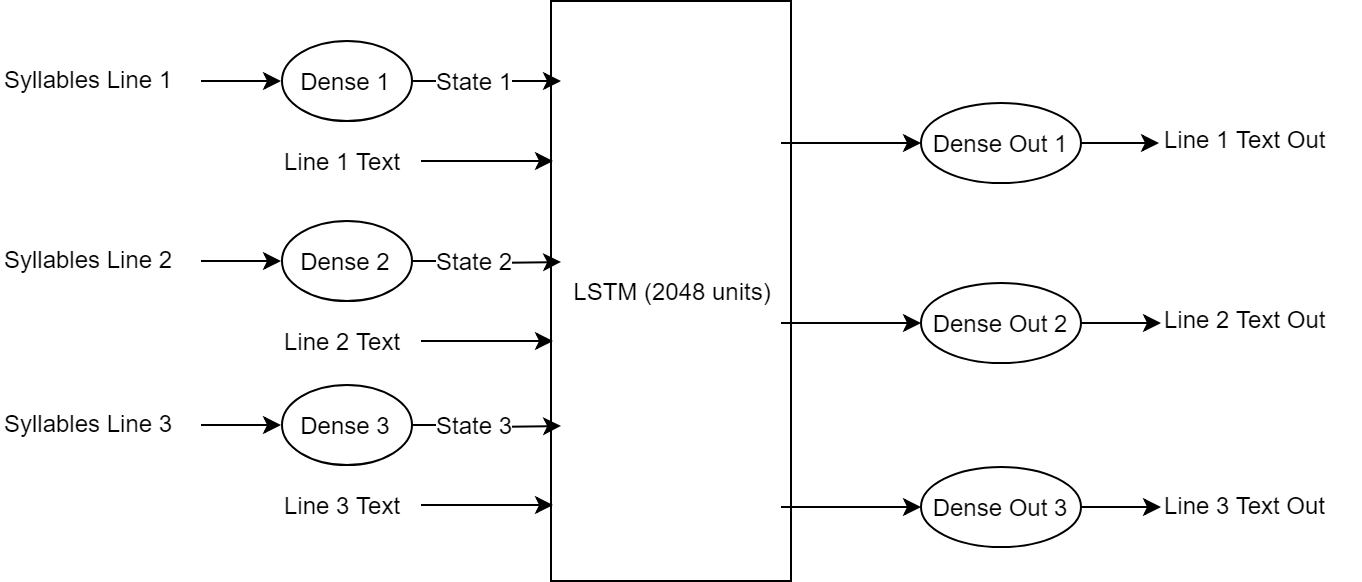 Syllables Line 1
Dense 1
State 1
Line 1 Text
Syllables Line 2
Dense 2
State 2
Line 2 Text
Syllables Line 3
Dense 3
State 3
Line 3 Text
LSTM (2048 units)
Dense Out 1
Line 1 Text Out
Dense Out 2
Line 2 Text Out
Dense Out 3
Line 3 Text Out